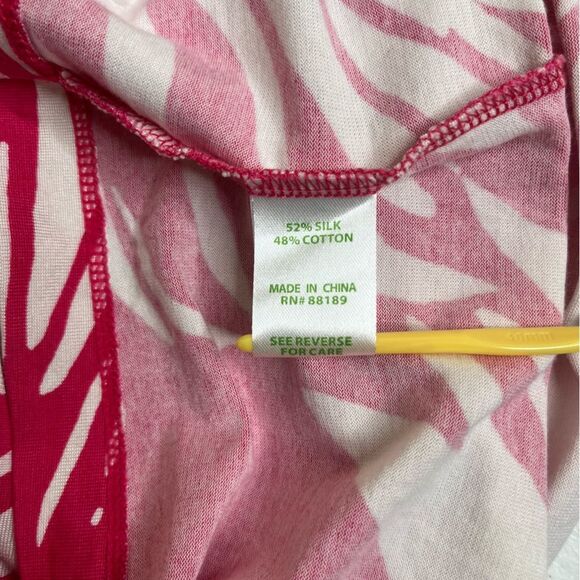 52% SILK
48% COTTON
MADE IN CHINA
RN# 88189
SEE REVERSE
FOR CARE